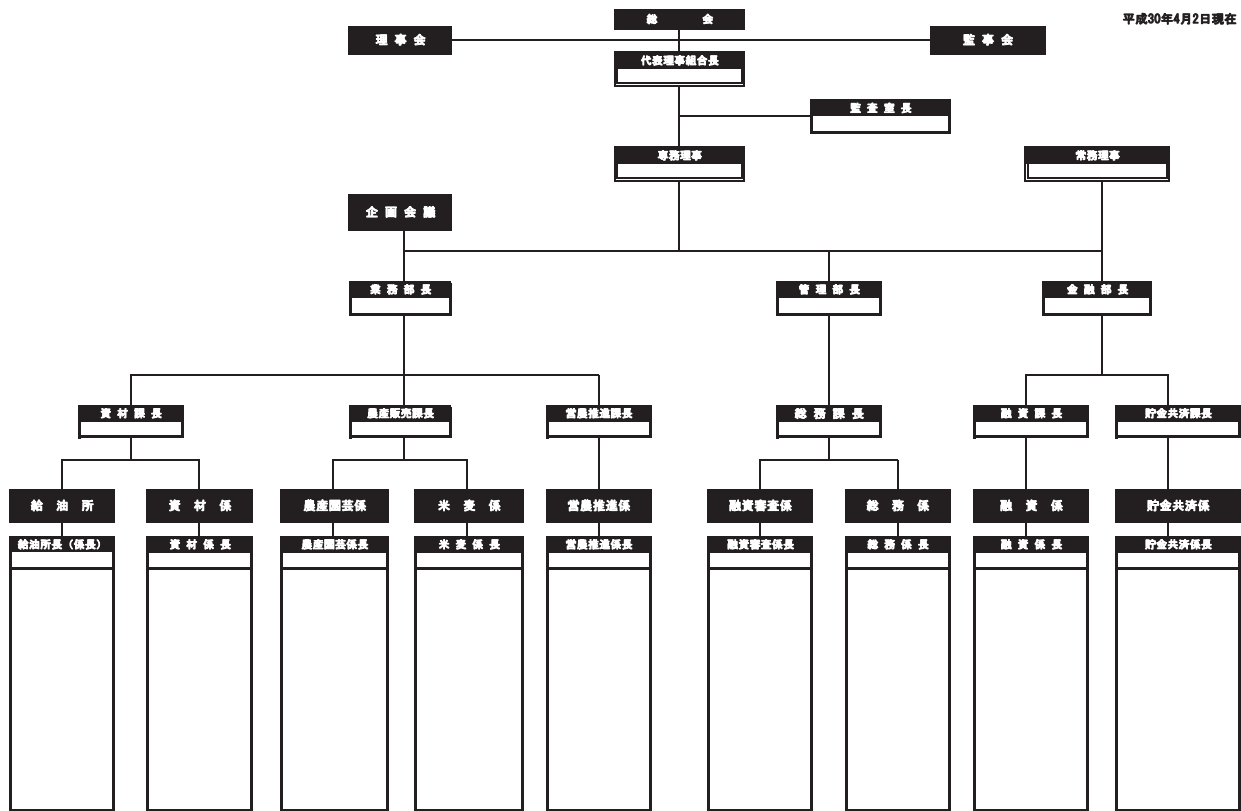 総会
平成30年4月2日現在
理事会
監事会
代表理事組合長
監査室長
専務理事
常務理事
企画会議
業務部長
管理部長
金融部長
資材課長
農産販売課長
営農推進課長
総務課長
融資課長
貯金共済課長
給油所
資材係
農産園芸係
米麦係
営農推進係
融資審査係
総務係
融資係
貯金共済係
給油所長（係長）
資材係長
農産園芸係長
米麦係長
営農推進係長
融資審査係長
総務係長
融資係長
貯金共済係長